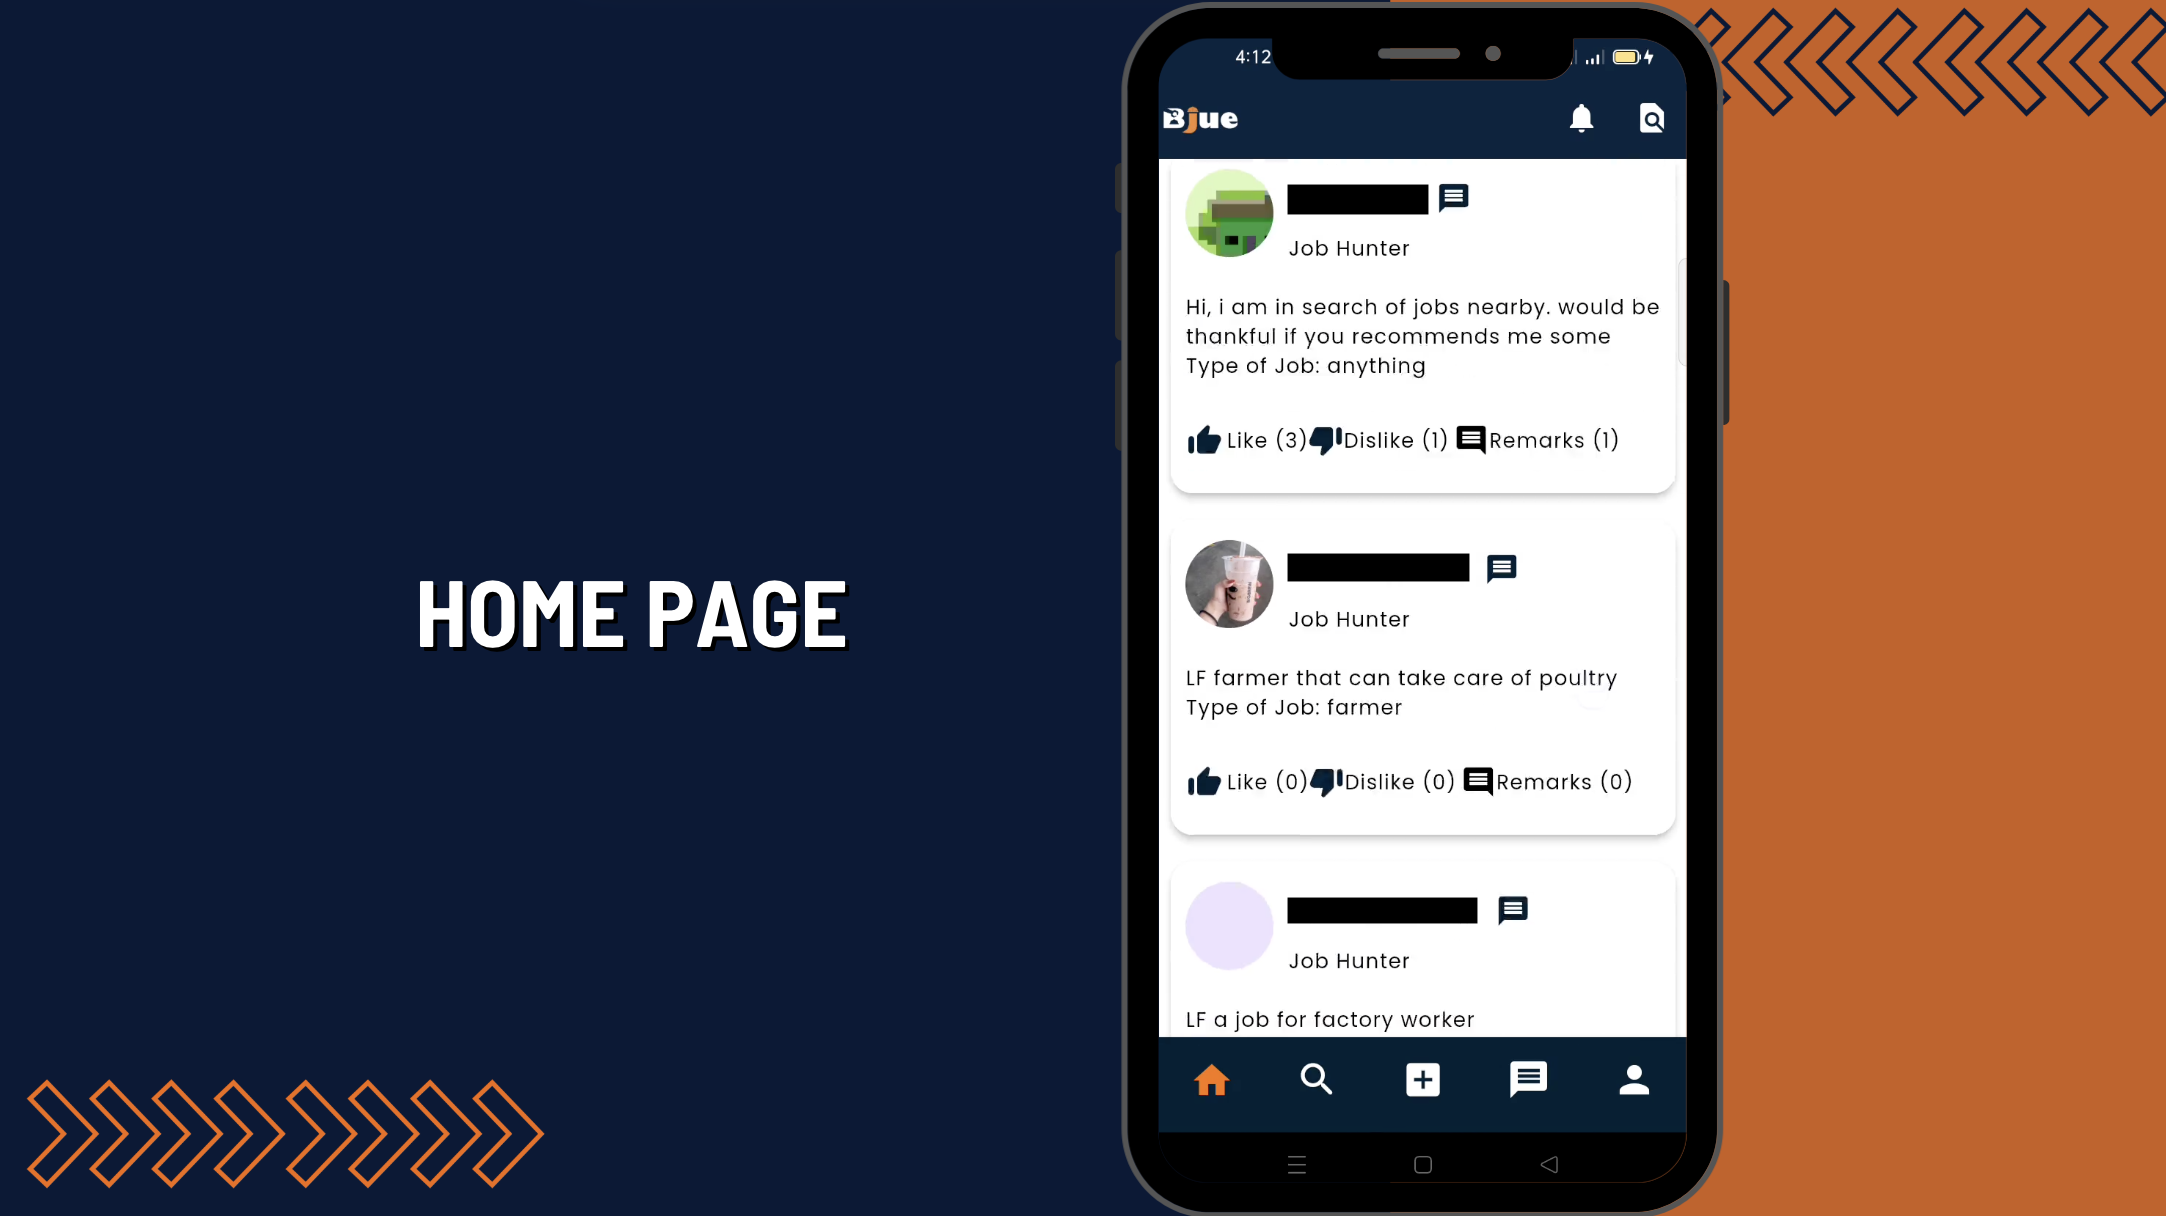 HOME PAGE
4:12
Bjue
Job Hunter
Hi, i am in search of jobs nearby. would be
thankful if you recommends me some
Type of Job: anything
Like (3) Dislike (1) Remarks (1)
Job Hunter
LF farmer that can take care of poultry
Type of Job: farmer
Like (0) Dislike (0) Remarks (0)
Job Hunter
LF a job for factory worker